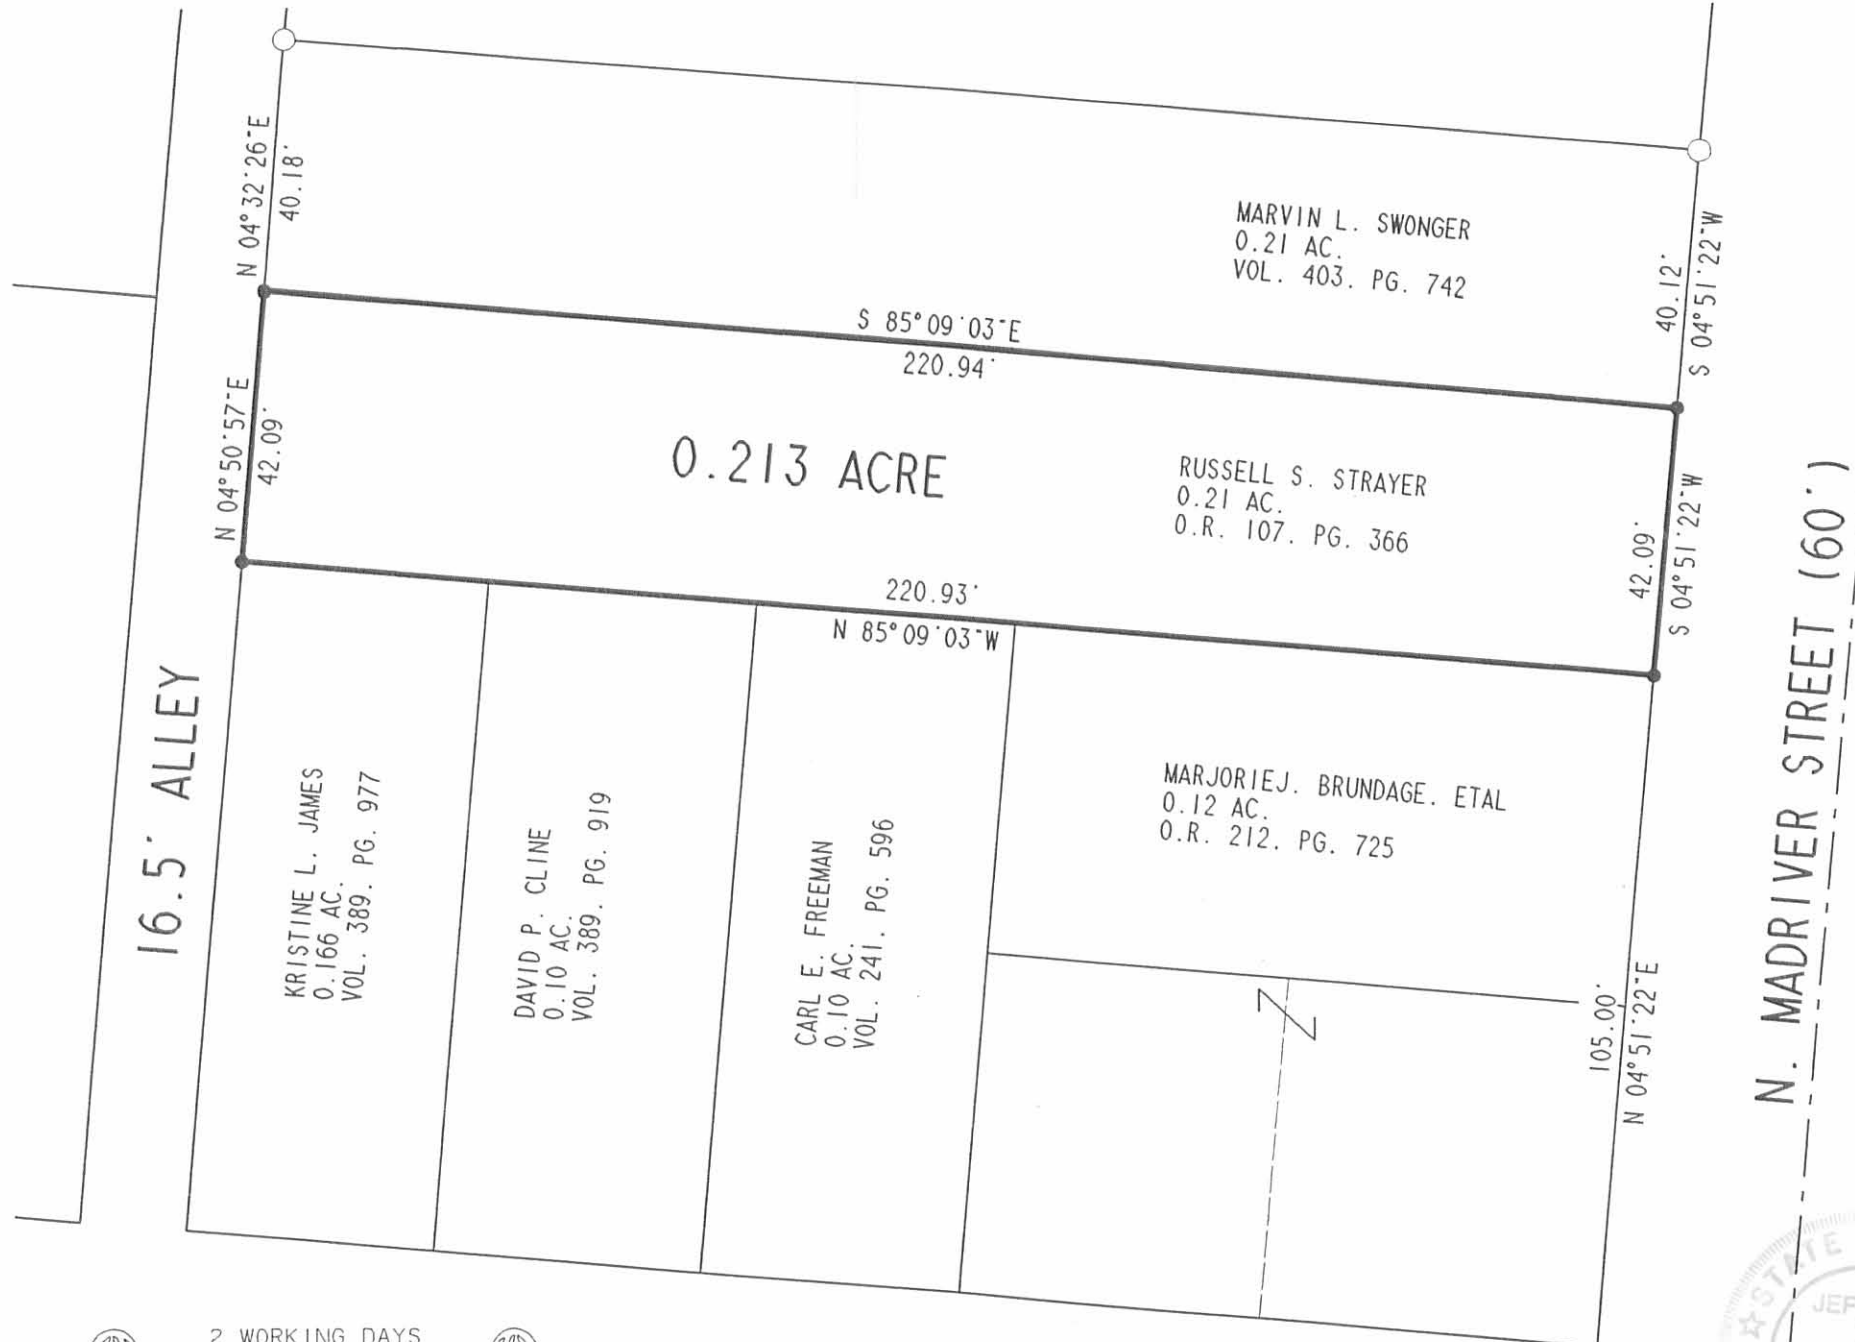 N 04°32'26"E
40.18'
MARVIN L. SWONGER
0.21 AC.
VOL. 403. PG. 742
40.12'
S 04°51'22"W
S 85°09'03"E
220.94'
N 04°50'57"E
42.09'
0.213 ACRE
RUSSELL S. STRAYER
0.21 AC.
O.R. 107. PG. 366
42.09'
S 04°51'22"W
220.93'
N 85°09'03"W
16.5' ALLEY
N. MADRIVER STREET (60')
KRISTINE L. JAMES
0.166 AC.
VOL. 389. PG. 977
DAVID P. CLINE
0.10 AC.
VOL. 389. PG. 919
CARL E. FREEMAN
0.10 AC.
VOL. 241. PG. 596
MARJORIEJ. BRUNDAGE. ETAL
0.12 AC.
O.R. 212. PG. 725
Z
105.00'
N 04°51'22"E
2 WORKING DAYS
STATE
JEF